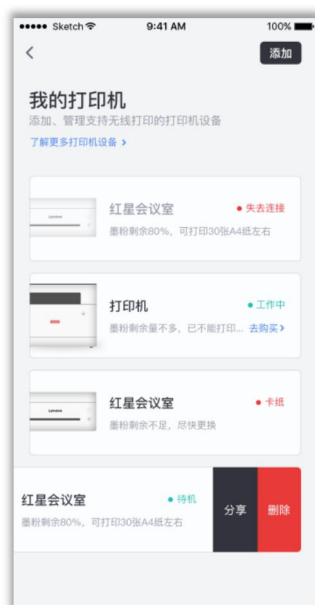 Sketch 9:41 AM 100%
添加
我的打印机
添加、管理支持无线打印的打印机设备
了解更多打印机设备 >
红星会议室 失去连接
墨粉剩余80%，可打印30张A4纸左右
打印机 工作中
墨粉剩余量不多，已不能打印... 去购买>
红星会议室 卡纸
墨粉剩余不足，尽快更换
红星会议室 待机
墨粉剩余80%，可打印30张A4纸左右
分享 删除